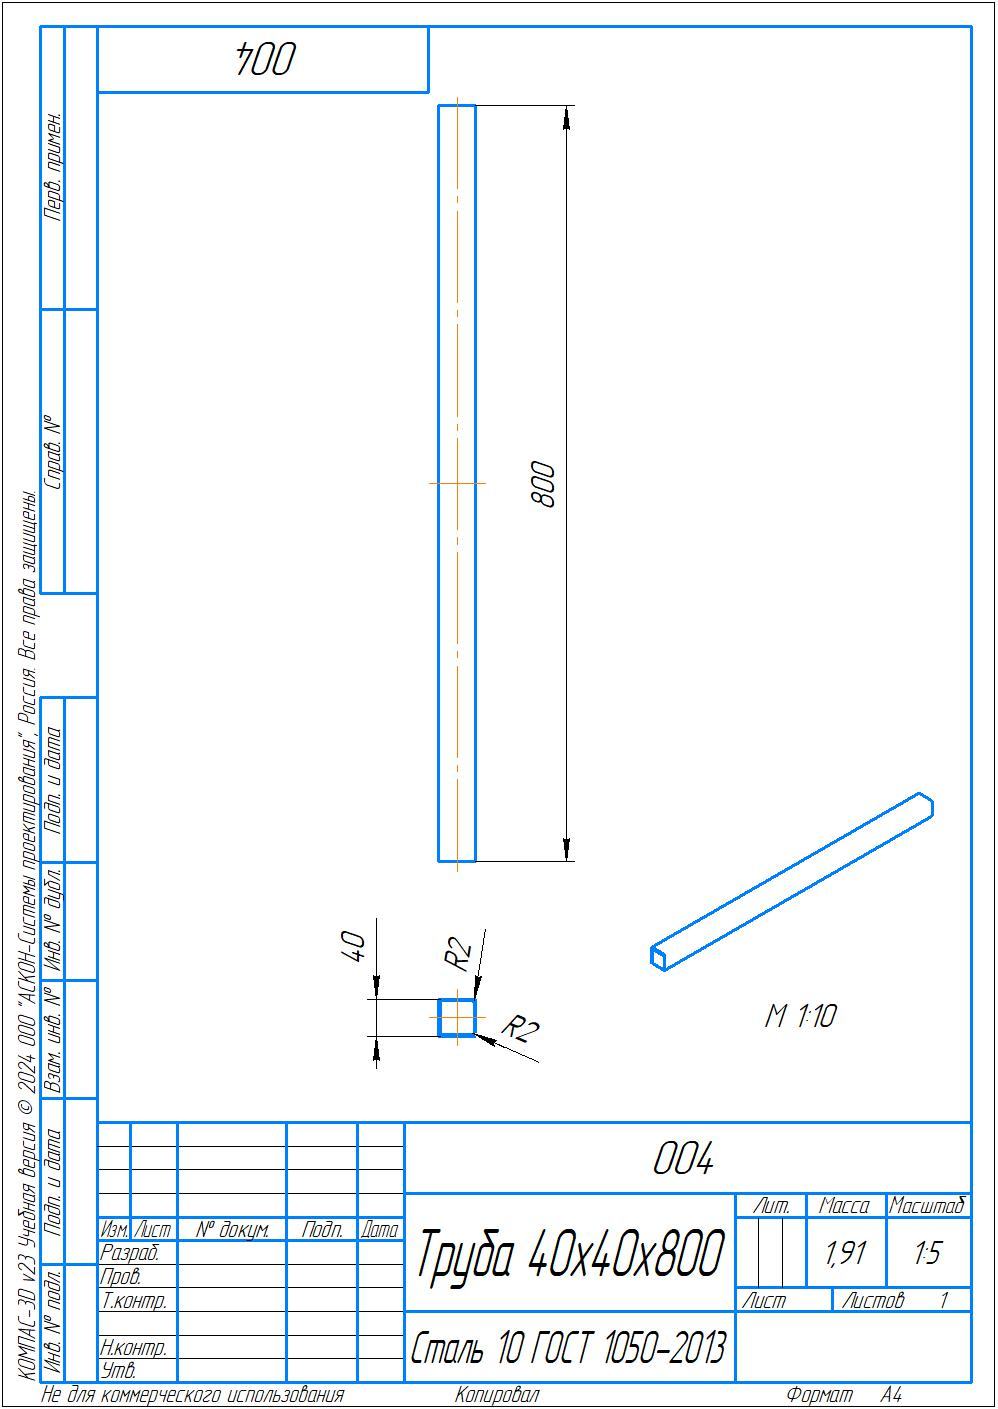 004
Перв. примен.
Справ. №
Подп. и дата
Инв. № дубл.
Взам. инв. №
Подп. и дата
Инв. № подл.
КОМПАС-3D v23 Учебная версия © 2024 ООО "АСКОН-Системы проектирования", Россия. Все права защищены.
800
40
R2
R2
М 1:10
004
Изм. Лист № докум. Подп. Дата
Разраб.
Пров.
Т.контр.
Н.контр.
Утв.
Труба 40х40х800
Лит. Масса Масштаб
1,91 1:5
Лист Листов 1
Сталь 10 ГОСТ 1050-2013
Не для коммерческого использования Копировал Формат А4